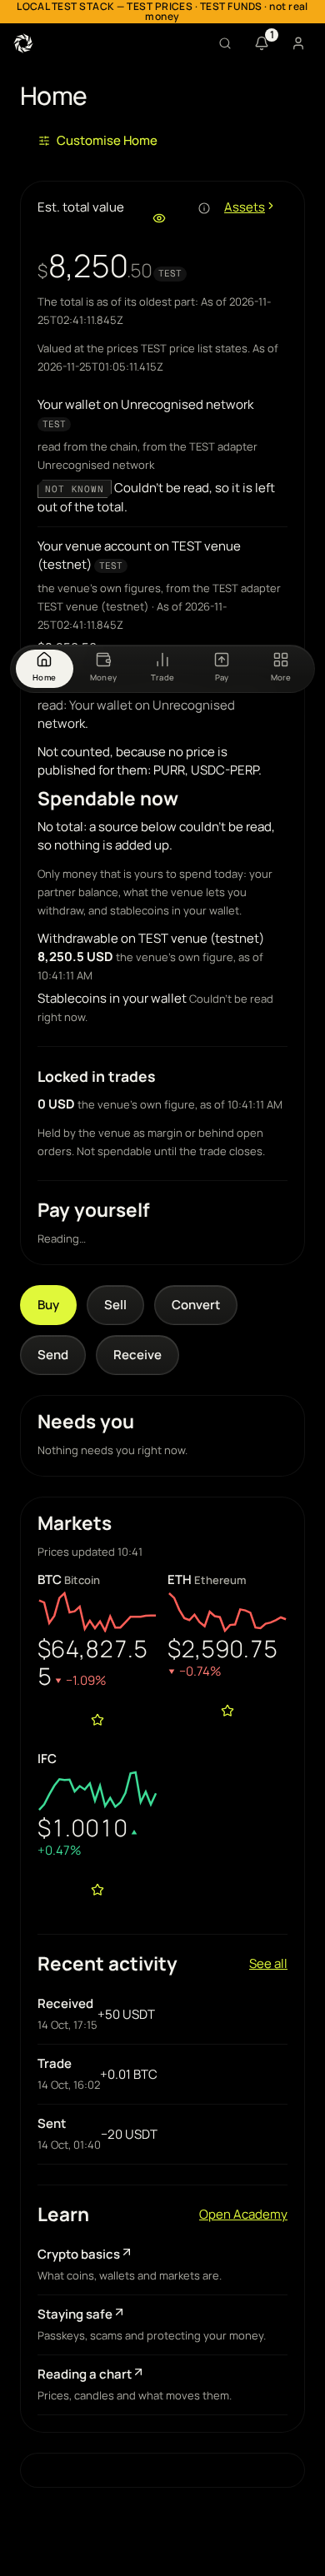 LOCAL TEST STACK — TEST PRICES · TEST FUNDS · not real
money
1
Home
Customise Home
Est. total value
Assets
$8,250.50 TEST
The total is as of its oldest part: As of 2026-11-
25T02:41:11.845Z
Valued at the prices TEST price list states. As of
2026-11-25T01:05:11.415Z
Your wallet on Unrecognised network
TEST
read from the chain, from the TEST adapter
Unrecognised network
NOT KNOWN Couldn't be read, so it is left
out of the total.
Your venue account on TEST venue
(testnet) TEST
the venue's own figures, from the TEST adapter
TEST venue (testnet) · As of 2026-11-
25T02:41:11.845Z
Home
Money
Trade
Pay
More
read: Your wallet on Unrecognised
network.
Not counted, because no price is
published for them: PURR, USDC-PERP.
Spendable now
No total: a source below couldn't be read,
so nothing is added up.
Only money that is yours to spend today: your
partner balance, what the venue lets you
withdraw, and stablecoins in your wallet.
Withdrawable on TEST venue (testnet)
8,250.5 USD the venue's own figure, as of
10:41:11 AM
Stablecoins in your wallet Couldn't be read
right now.
Locked in trades
0 USD the venue's own figure, as of 10:41:11 AM
Held by the venue as margin or behind open
orders. Not spendable until the trade closes.
Pay yourself
Reading...
Buy
Sell
Convert
Send
Receive
Needs you
Nothing needs you right now.
Markets
Prices updated 10:41
BTC Bitcoin
$64,827.5
5 −1.09%
ETH Ethereum
$2,590.75
−0.74%
IFC
$1.0010
+0.47%
Recent activity
See all
Received
14 Oct, 17:15
+50 USDT
Trade
14 Oct, 16:02
+0.01 BTC
Sent
14 Oct, 01:40
−20 USDT
Learn
Open Academy
Crypto basics
What coins, wallets and markets are.
Staying safe
Passkeys, scams and protecting your money.
Reading a chart
Prices, candles and what moves them.